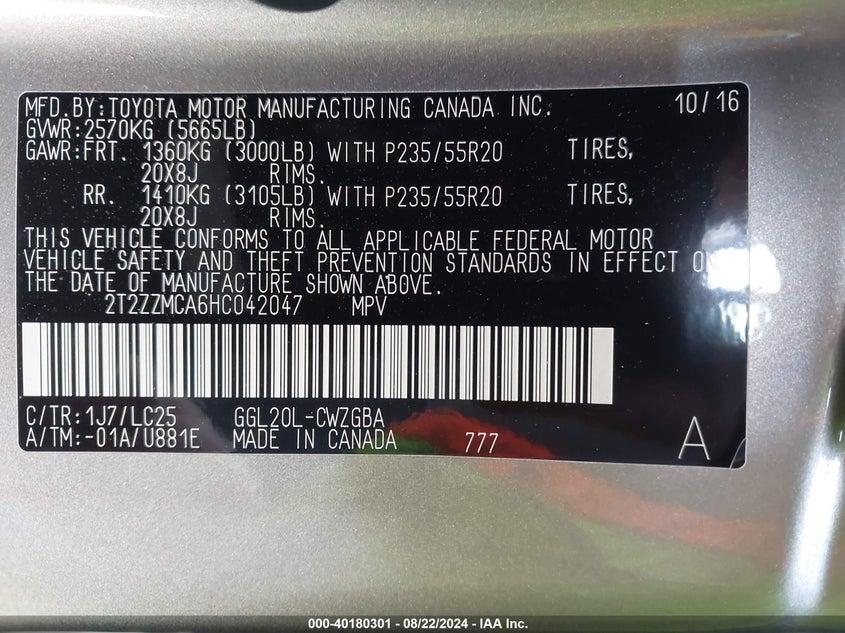 MFD.BY:TOYOTA MOTOR MANUFACTURING CANADA INC. 10/16
GVWR:2570KG (5665LB)
GAWR:FRT. 1360KG (3000LB) WITH P235/55R20 TIRES,
20X8J RIMS.
RR. 1410KG (3105LB) WITH P235/55R20 TIRES,
20X8J RIMS.
THIS VEHICLE CONFORMS TO ALL APPLICABLE FEDERAL MOTOR
VEHICLE SAFETY AND THEFT PREVENTION STANDARDS IN EFFECT ON
THE DATE OF MANUFACTURE SHOWN ABOVE.
2T2ZZMCA6HC042047 MPV
C/TR:1J7/LC25 GGL20L-CWZGBA
A/TM:-01A/U881E MADE IN CANADA 777 A
000-40180301 - 08/22/2024 - IAA Inc.